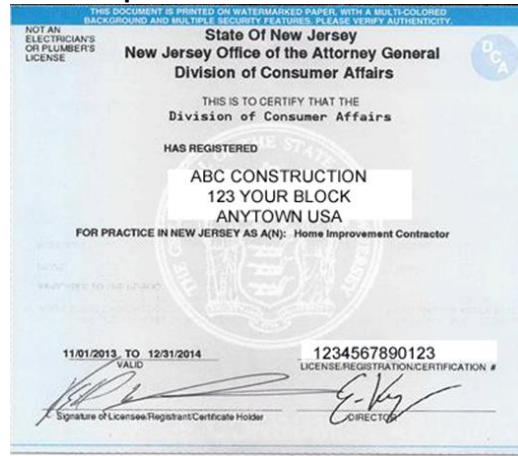 THIS DOCUMENT IS PRINTED ON WATERMARKED PAPER, WITH A MULTI-COLORED
BACKGROUND AND MULTIPLE SECURITY FEATURES. PLEASE VERIFY AUTHENTICITY.
NOT AN
ELECTRICIAN'S
OR PLUMBER'S
LICENSE
State Of New Jersey
New Jersey Office of the Attorney General
Division of Consumer Affairs
DCA
THIS IS TO CERTIFY THAT THE
Division of Consumer Affairs
HAS REGISTERED
ABC CONSTRUCTION
123 YOUR BLOCK
ANYTOWN USA
FOR PRACTICE IN NEW JERSEY AS A(N): Home Improvement Contractor
11/01/2013 TO 12/31/2014
VALID
1234567890123
LICENSE/REGISTRATION/CERTIFICATION #
Signature of Licensee/Registrant/Certificate Holder
DIRECTOR